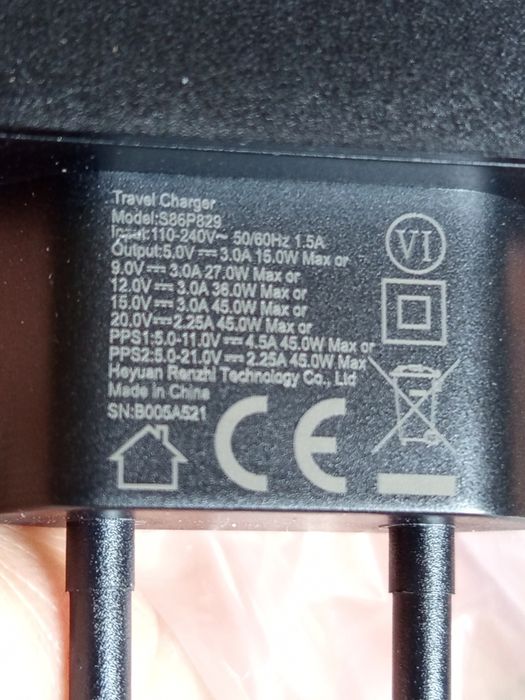 Travel Charger
Model:S86P829
Input:110-240V~ 50/60Hz 1.5A
Output:5.0V⎓3.0A 15.0W Max or
9.0V⎓3.0A 27.0W Max or
12.0V⎓3.0A 36.0W Max or
15.0V⎓3.0A 45.0W Max or
20.0V⎓2.25A 45.0W Max or
PPS1:5.0-11.0V⎓4.5A 45.0W Max or
PPS2:5.0-21.0V⎓2.25A 45.0W Max
Heyuan Renzhi Technology Co., Ltd
Made in China
SN:B005A521
VI
CE